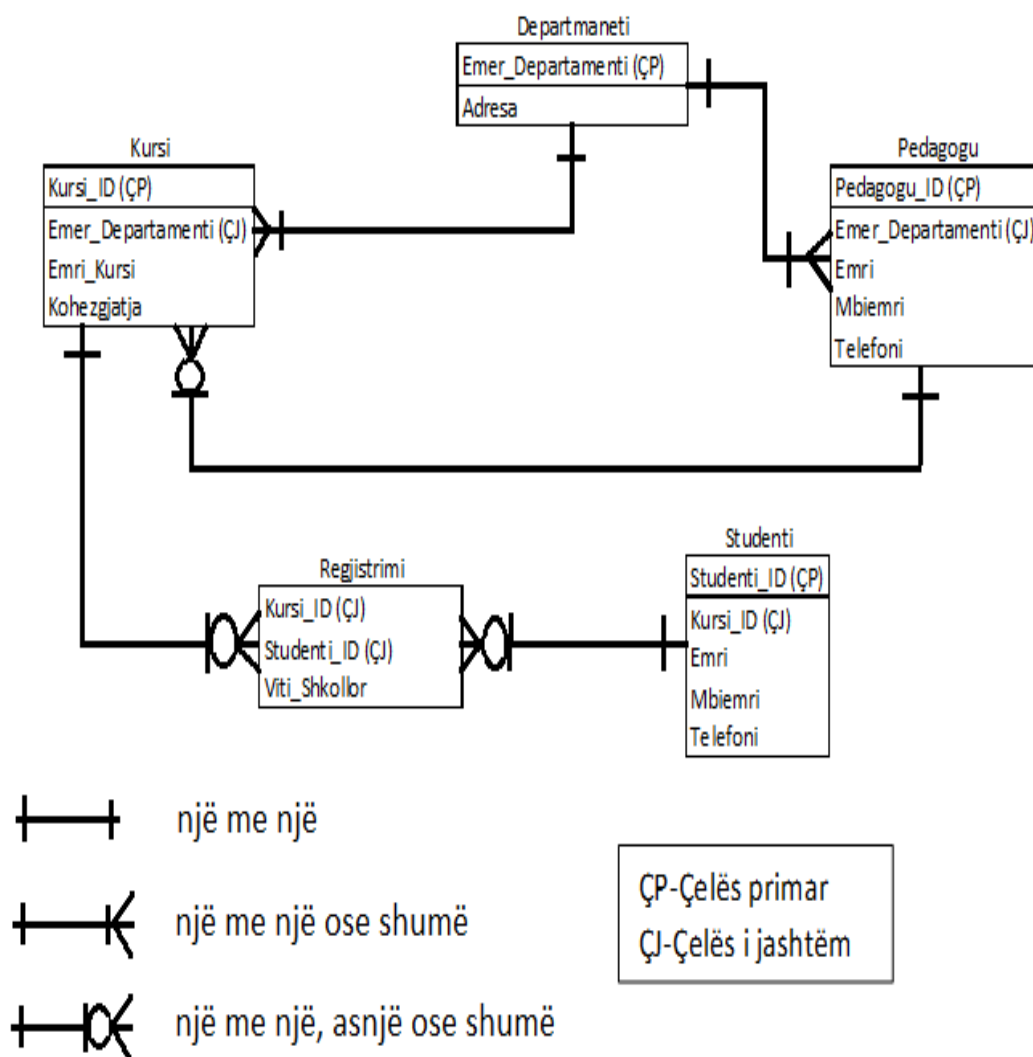 Departmaneti
Emer_Departamenti (ÇP)
Adresa
Kursi
Kursi_ID (ÇP)
Emer_Departamenti (ÇJ)
Emri_Kursi
Kohezgjatja
Pedagogu
Pedagogu_ID (ÇP)
Emer_Departamenti (ÇJ)
Emri
Mbiemri
Telefoni
Regjistrimi
Kursi_ID (ÇJ)
Studenti_ID (ÇJ)
Viti_Shkollor
Studenti
Studenti_ID (ÇP)
Kursi_ID (ÇJ)
Emri
Mbiemri
Telefoni
një me një
një me një ose shumë
një me një, asnjë ose shumë
ÇP-Çelës primar
ÇJ-Çelës i jashtëm